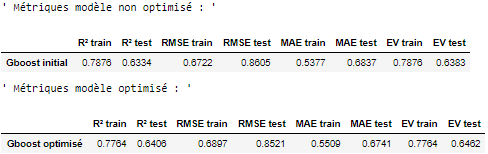 ' Métriques modèle non optimisé : '
R² train R² test RMSE train RMSE test MAE train MAE test EV train EV test
Gboost initial 0.7876 0.6334 0.6722 0.8605 0.5377 0.6837 0.7876 0.6383
' Métriques modèle optimisé : '
R² train R² test RMSE train RMSE test MAE train MAE test EV train EV test
Gboost optimisé 0.7764 0.6406 0.6897 0.8521 0.5509 0.6741 0.7764 0.6462